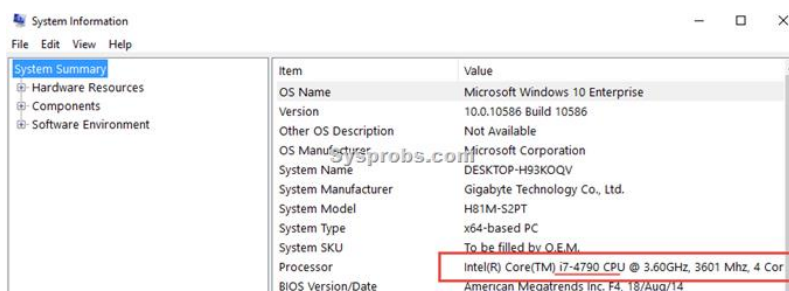 System Information
File Edit View Help
System Summary
Hardware Resources
Components
Software Environment
Item Value
OS Name Microsoft Windows 10 Enterprise
Version 10.0.10586 Build 10586
Other OS Description Not Available
OS Manufacturer Microsoft Corporation
Sysprobs.com
System Name DESKTOP-H93KOQV
System Manufacturer Gigabyte Technology Co., Ltd.
System Model H81M-S2PT
System Type x64-based PC
System SKU To be filled by O.E.M.
Processor Intel(R) Core(TM) i7-4790 CPU @ 3.60GHz, 3601 Mhz, 4 Cor
BIOS Version/Date American Megatrends Inc. F4, 18/Aug/14